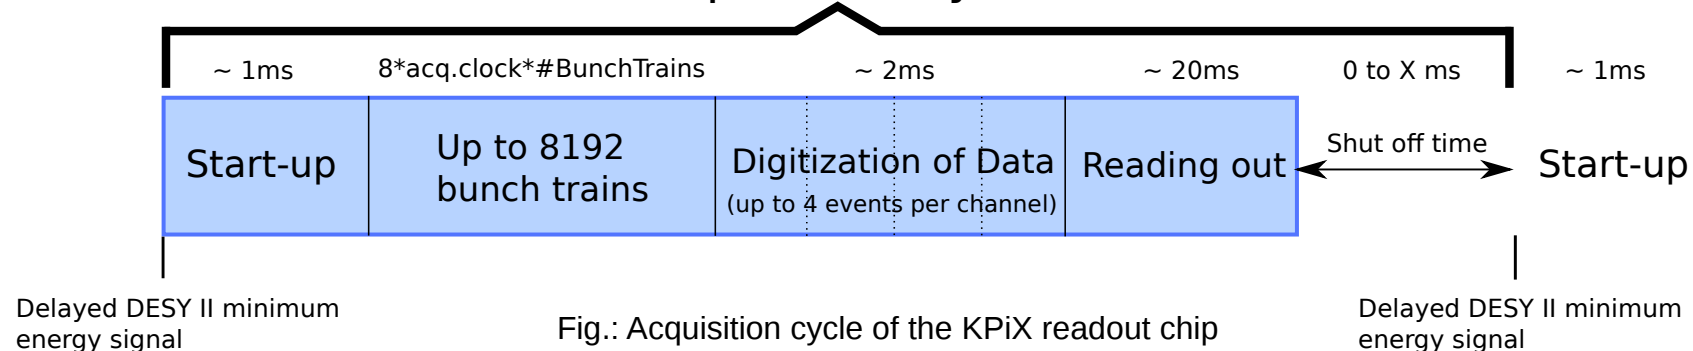 ~ 1ms
8*acq.clock*#BunchTrains
~ 2ms
~ 20ms
0 to X ms
~ 1ms
Start-up
Up to 8192
bunch trains
Digitization of Data
(up to 4 events per channel)
Reading out
Shut off time
Start-up
Delayed DESY II minimum
energy signal
Fig.: Acquisition cycle of the KPiX readout chip
Delayed DESY II minimum
energy signal